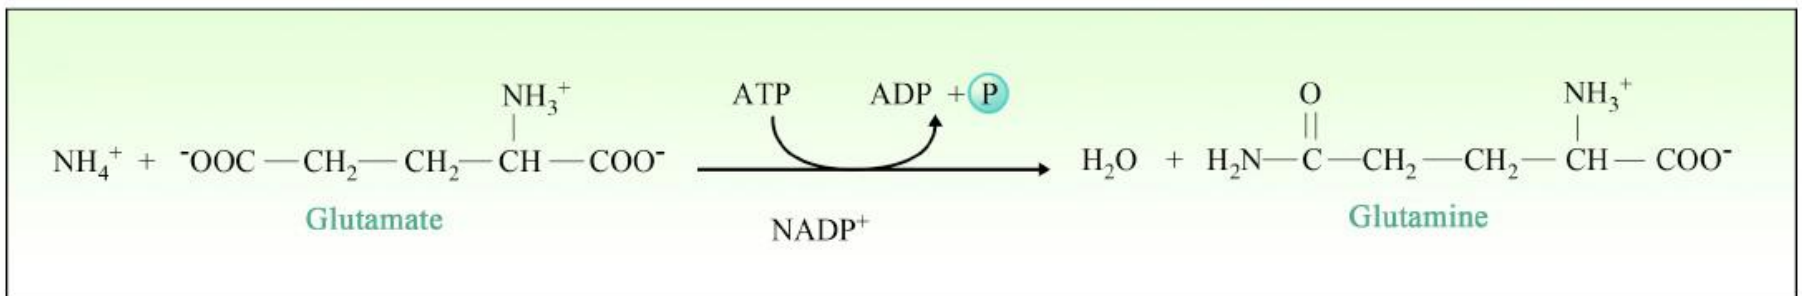 NH₃⁺ ATP ADP + P O NH₃⁺
NH₄⁺ + ⁻OOC — CH₂ — CH₂ — CH — COO⁻ H₂O + H₂N — C — CH₂ — CH₂ — CH — COO⁻
Glutamate NADP⁺ Glutamine